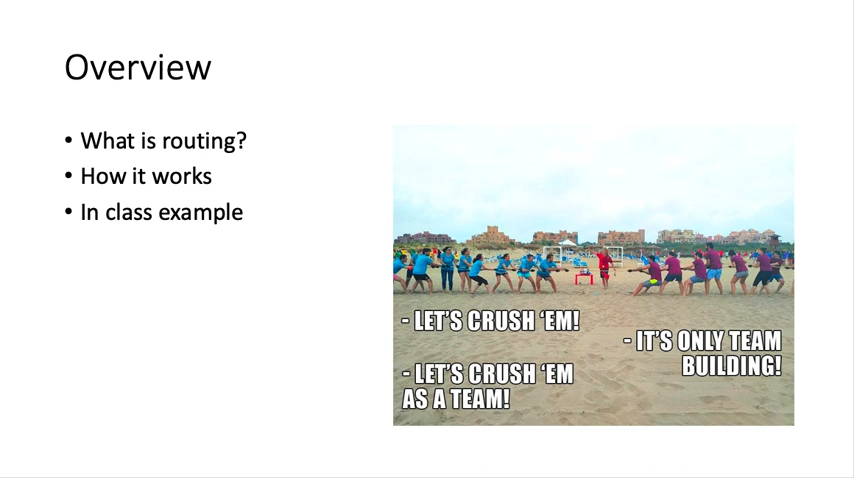 Overview
• What is routing?
• How it works
• In class example
- LET'S CRUSH ‘EM!
- IT'S ONLY TEAM
BUILDING!
- LET'S CRUSH ‘EM
AS A TEAM!